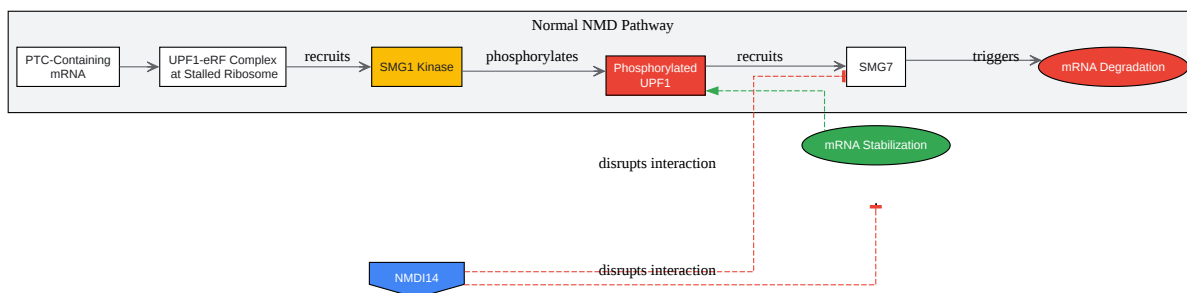 Normal NMD Pathway
PTC-Containing
mRNA
UPF1-eRF Complex
at Stalled Ribosome
recruits
SMG1 Kinase
phosphorylates
Phosphorylated
UPF1
recruits
SMG7
triggers
mRNA Degradation
mRNA Stabilization
disrupts interaction
disrupts interaction
NMDI14